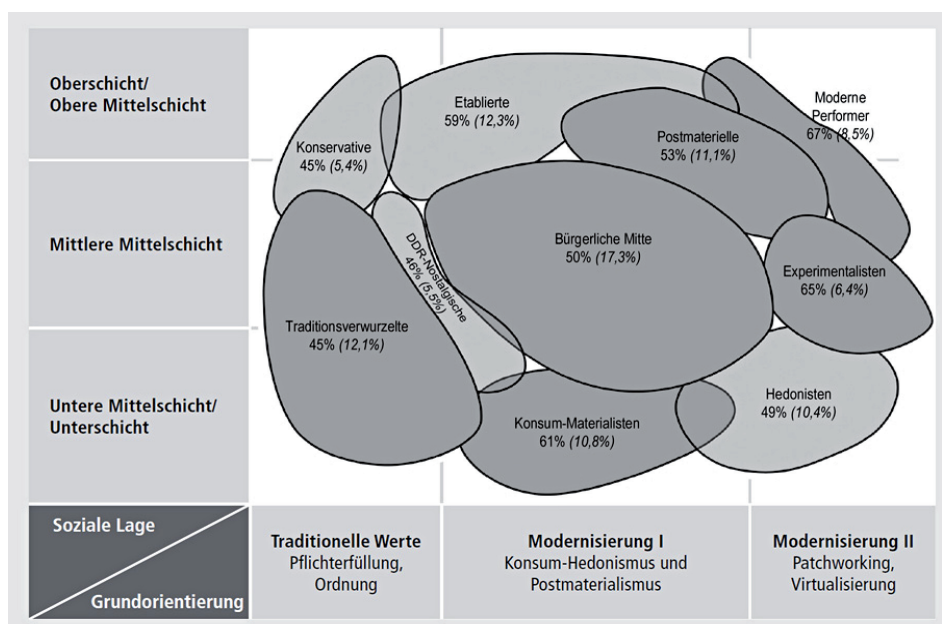 Oberschicht/
Obere Mittelschicht
Mittlere Mittelschicht
Untere Mittelschicht/
Unterschicht
Konservative
45% (5,4%)
Etablierte
59% (12,3%)
Postmaterielle
53% (11,1%)
Moderne
Performer
67% (8,5%)
Traditionsverwurzelte
45% (12,1%)
DDR-Nostalgische
46% (5,5%)
Bürgerliche Mitte
50% (17,3%)
Experimentalisten
65% (6,4%)
Konsum-Materialisten
61% (10,8%)
Hedonisten
49% (10,4%)
Soziale Lage
Grundorientierung
Traditionelle Werte
Pflichterfüllung,
Ordnung
Modernisierung I
Konsum-Hedonismus und
Postmaterialismus
Modernisierung II
Patchworking,
Virtualisierung